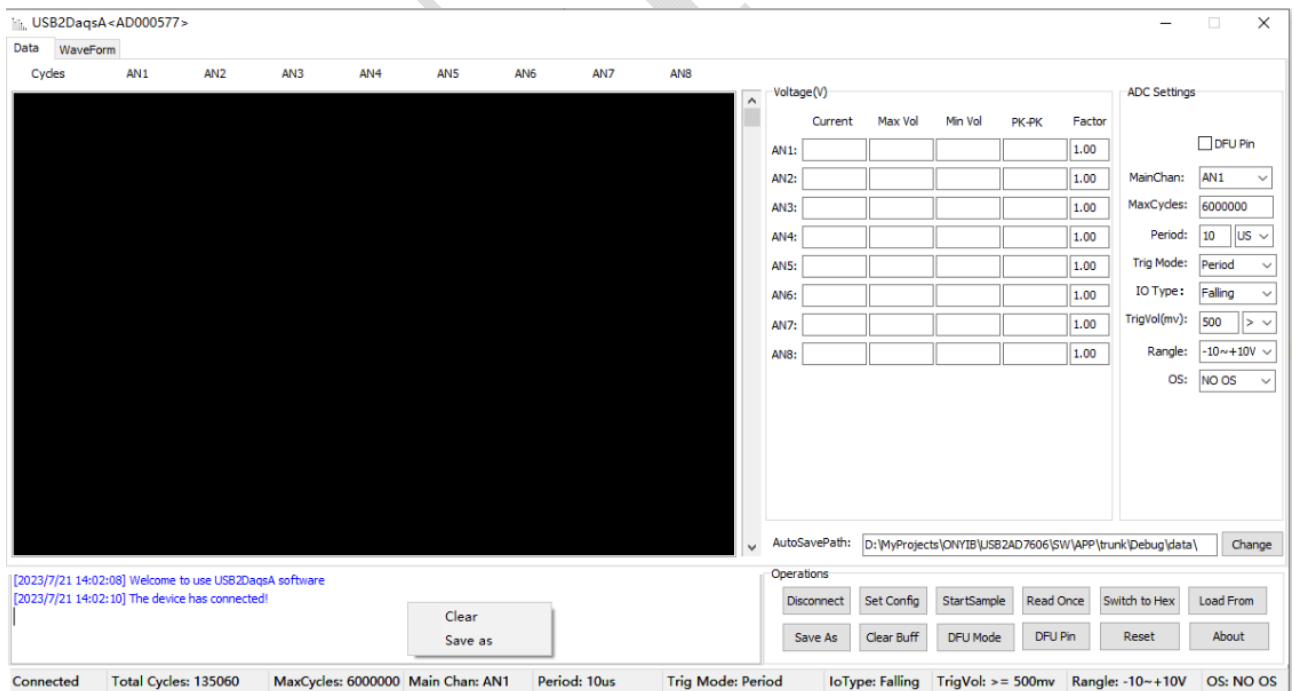 USB2DaqsA<AD000577>
Data WaveForm
Cycles AN1 AN2 AN3 AN4 AN5 AN6 AN7 AN8
Voltage(V)
Current Max Vol Min Vol PK-PK Factor
AN1: 1.00
AN2: 1.00
AN3: 1.00
AN4: 1.00
AN5: 1.00
AN6: 1.00
AN7: 1.00
AN8: 1.00
ADC Settings
DFU Pin
MainChan: AN1
MaxCycles: 6000000
Period: 10 US
Trig Mode: Period
IO Type: Falling
TrigVol(mv): 500 >
Rangle: -10~+10V
OS: NO OS
AutoSavePath: D:\MyProjects\ONYIB\USB2AD7606\SW\APP\trunk\Debug\data\ Change
[2023/7/21 14:02:08] Welcome to use USB2DaqsA software
[2023/7/21 14:02:10] The device has connected!
Clear
Save as
Operations
Disconnect Set Config StartSample Read Once Switch to Hex Load From
Save As Clear Buff DFU Mode DFU Pin Reset About
Connected Total Cycles: 135060 MaxCycles: 6000000 Main Chan: AN1 Period: 10us Trig Mode: Period IoType: Falling TrigVol: >= 500mv Rangle: -10~+10V OS: NO OS